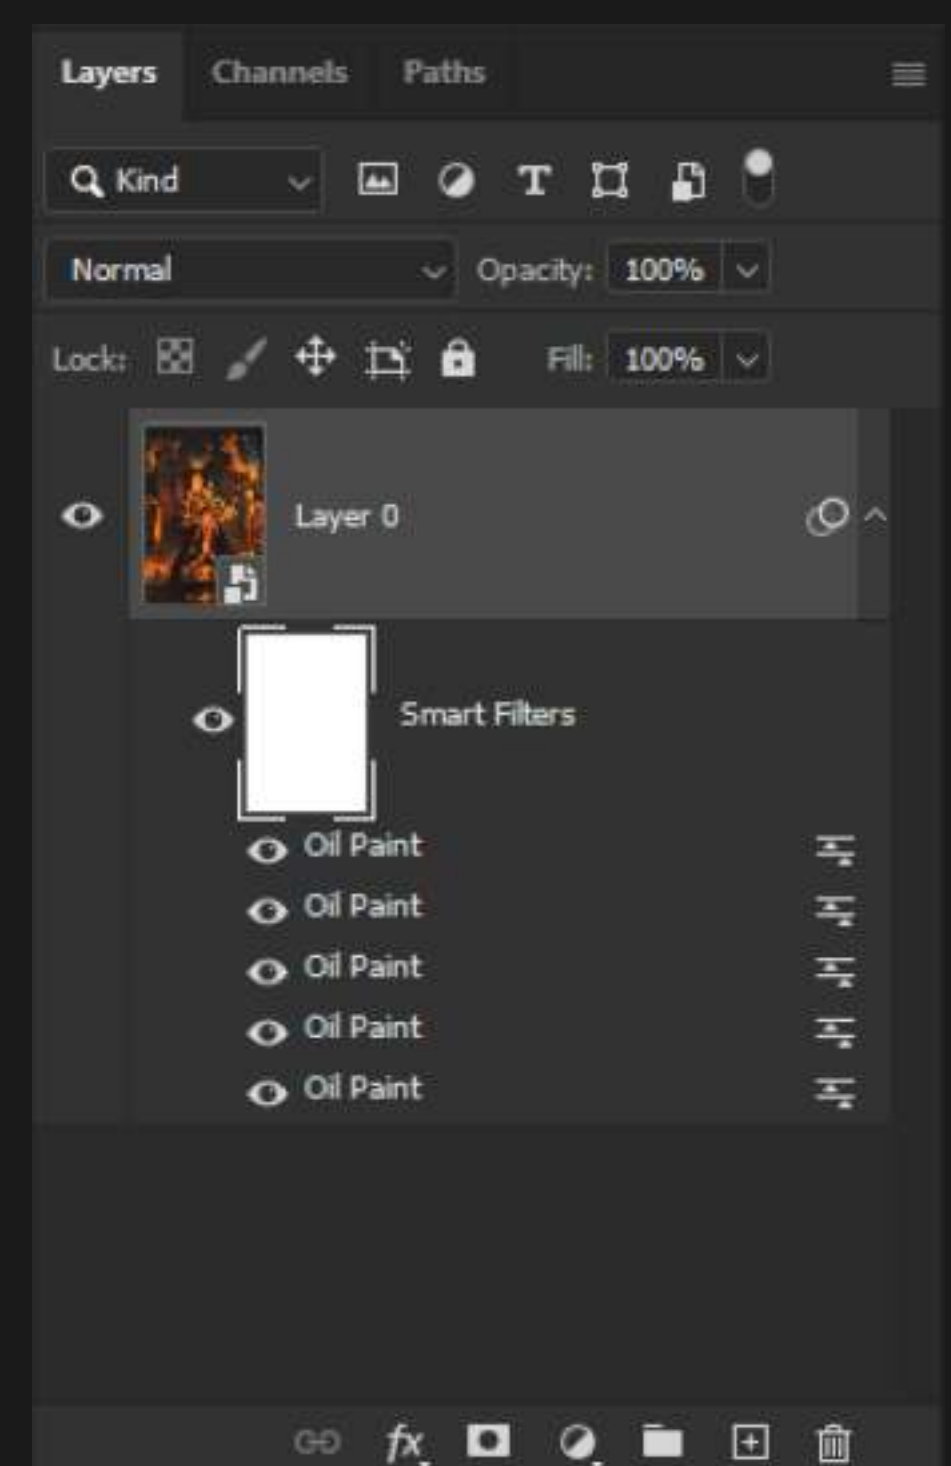 Layers Channels Paths
Kind
Normal Opacity: 100%
Lock: Fill: 100%
Layer 0
Smart Filters
Oil Paint
Oil Paint
Oil Paint
Oil Paint
Oil Paint
fx